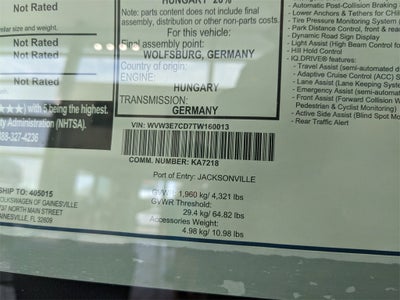 Not Rated
similar size and weight.
Not Rated
Not Rated
Not Rated
★★★) with 5 being the highest.
Administration (NHTSA).
888-327-4236
SHIP TO: 405015
VOLKSWAGEN OF GAINESVILLE
NORTH MAIN STREET
GAINESVILLE, FL 32609
HUNGARY 20%
Note: parts content does not include final
assembly, distribution or other non-parts costs.
For this vehicle:
Final assembly point:
WOLFSBURG, GERMANY
Country of origin:
ENGINE:
HUNGARY
TRANSMISSION:
GERMANY
VIN: WVW3E7CD7TW160013
COMM. NUMBER: KA7218
Port of Entry: JACKSONVILLE
GVWR: 1,960 kg/ 4,321 lbs
GVWR Threshold:
29.4 kg/ 64.82 lbs
Accessories Weight:
4.98 kg/ 10.98 lbs
- Automatic Post-Collision Braking
- Lower Anchors & Tethers for CHildren
- Tire Pressure Monitoring System
- Park Distance Control, front & rear
- Dynamic Road Sign Display
- Light Assist (High Beam Control for
- Hill Hold Control
- IQ.DRIVE® features:
- Travel Assist (semi-automated
- Adaptive Cruise Control (ACC)
- Lane Assist (Lane Keeping System
- Emergency Assist (semi-automated
- Front Assist (Forward Collision
Pedestrian & Cyclist Monitoring)
- Active Side Assist (Blind Spot
- Rear Traffic Alert